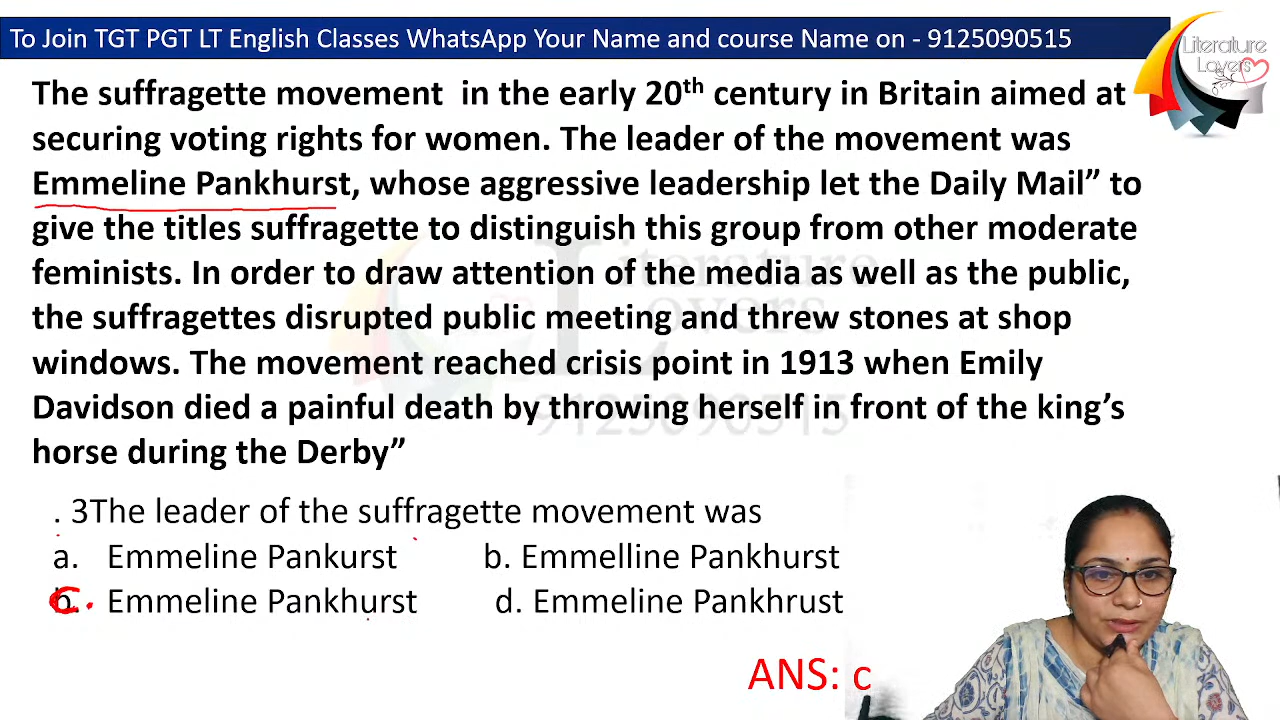 To Join TGT PGT LT English Classes WhatsApp Your Name and course Name on - 9125090515
Literature
Lovers
The suffragette movement in the early 20th century in Britain aimed at
securing voting rights for women. The leader of the movement was
Emmeline Pankhurst, whose aggressive leadership let the Daily Mail” to
give the titles suffragette to distinguish this group from other moderate
feminists. In order to draw attention of the media as well as the public,
the suffragettes disrupted public meeting and threw stones at shop
windows. The movement reached crisis point in 1913 when Emily
Davidson died a painful death by throwing herself in front of the king’s
horse during the Derby”
Literature
Lovers
9125090515
. 3The leader of the suffragette movement was
a. Emmeline Pankurst b. Emmelline Pankhurst
c. Emmeline Pankhurst d. Emmeline Pankhrust
ANS: c